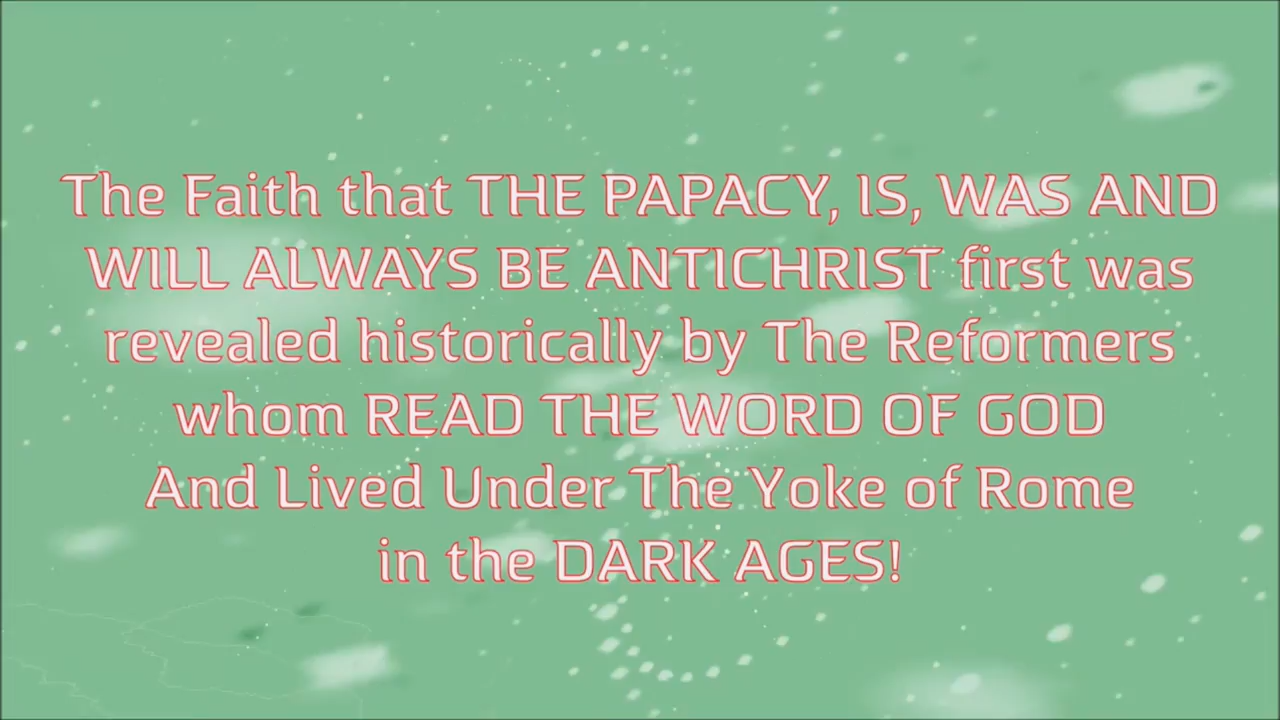 The Faith that THE PAPACY, IS, WAS AND
WILL ALWAYS BE ANTICHRIST first was
revealed historically by The Reformers
whom READ THE WORD OF GOD
And Lived Under The Yoke of Rome
in the DARK AGES!